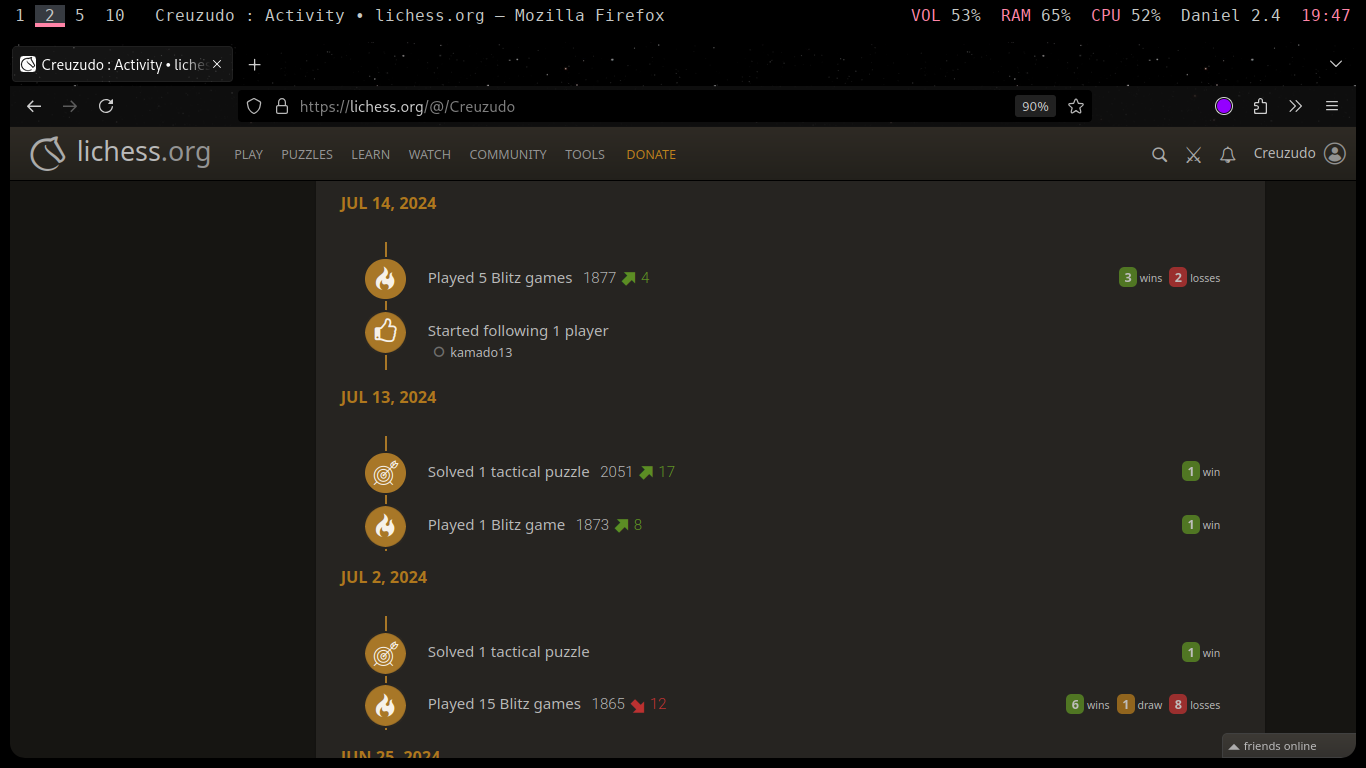 1 2 5 10 Creuzudo : Activity • lichess.org — Mozilla Firefox VOL 53% RAM 65% CPU 52% Daniel 2.4 19:47
Creuzudo : Activity • liche
https://lichess.org/@/Creuzudo 90%
lichess.org PLAY PUZZLES LEARN WATCH COMMUNITY TOOLS DONATE Creuzudo
JUL 14, 2024
Played 5 Blitz games 1877 4 3 wins 2 losses
Started following 1 player
kamado13
JUL 13, 2024
Solved 1 tactical puzzle 2051 17 1 win
Played 1 Blitz game 1873 8 1 win
JUL 2, 2024
Solved 1 tactical puzzle 1 win
Played 15 Blitz games 1865 12 6 wins 1 draw 8 losses
JUN 25, 2024
friends online